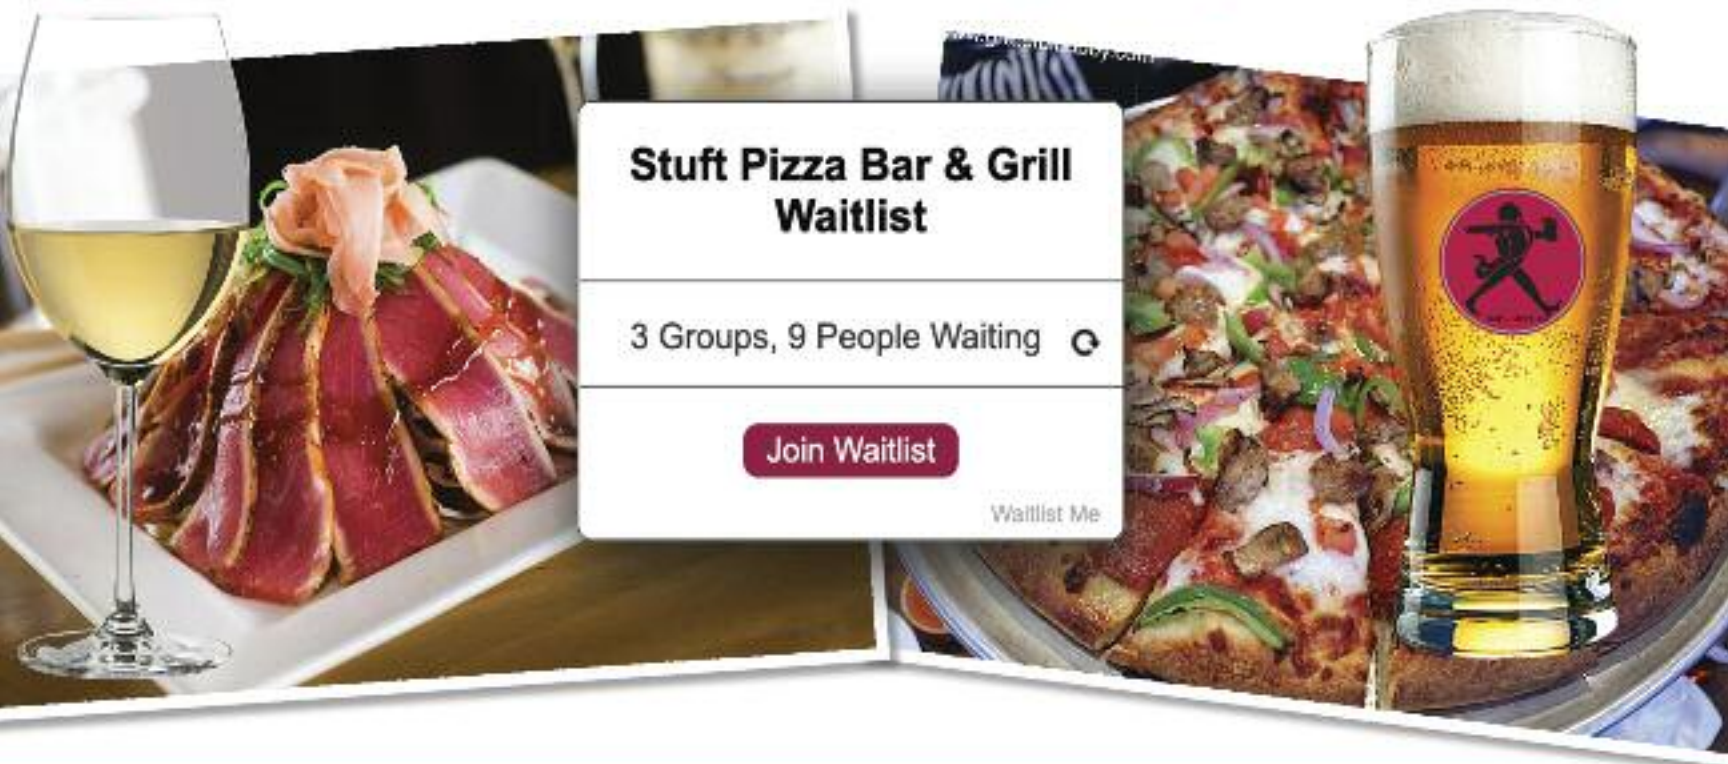 Stuft Pizza Bar & Grill
Waitlist
3 Groups, 9 People Waiting
Join Waitlist
Waitlist Me